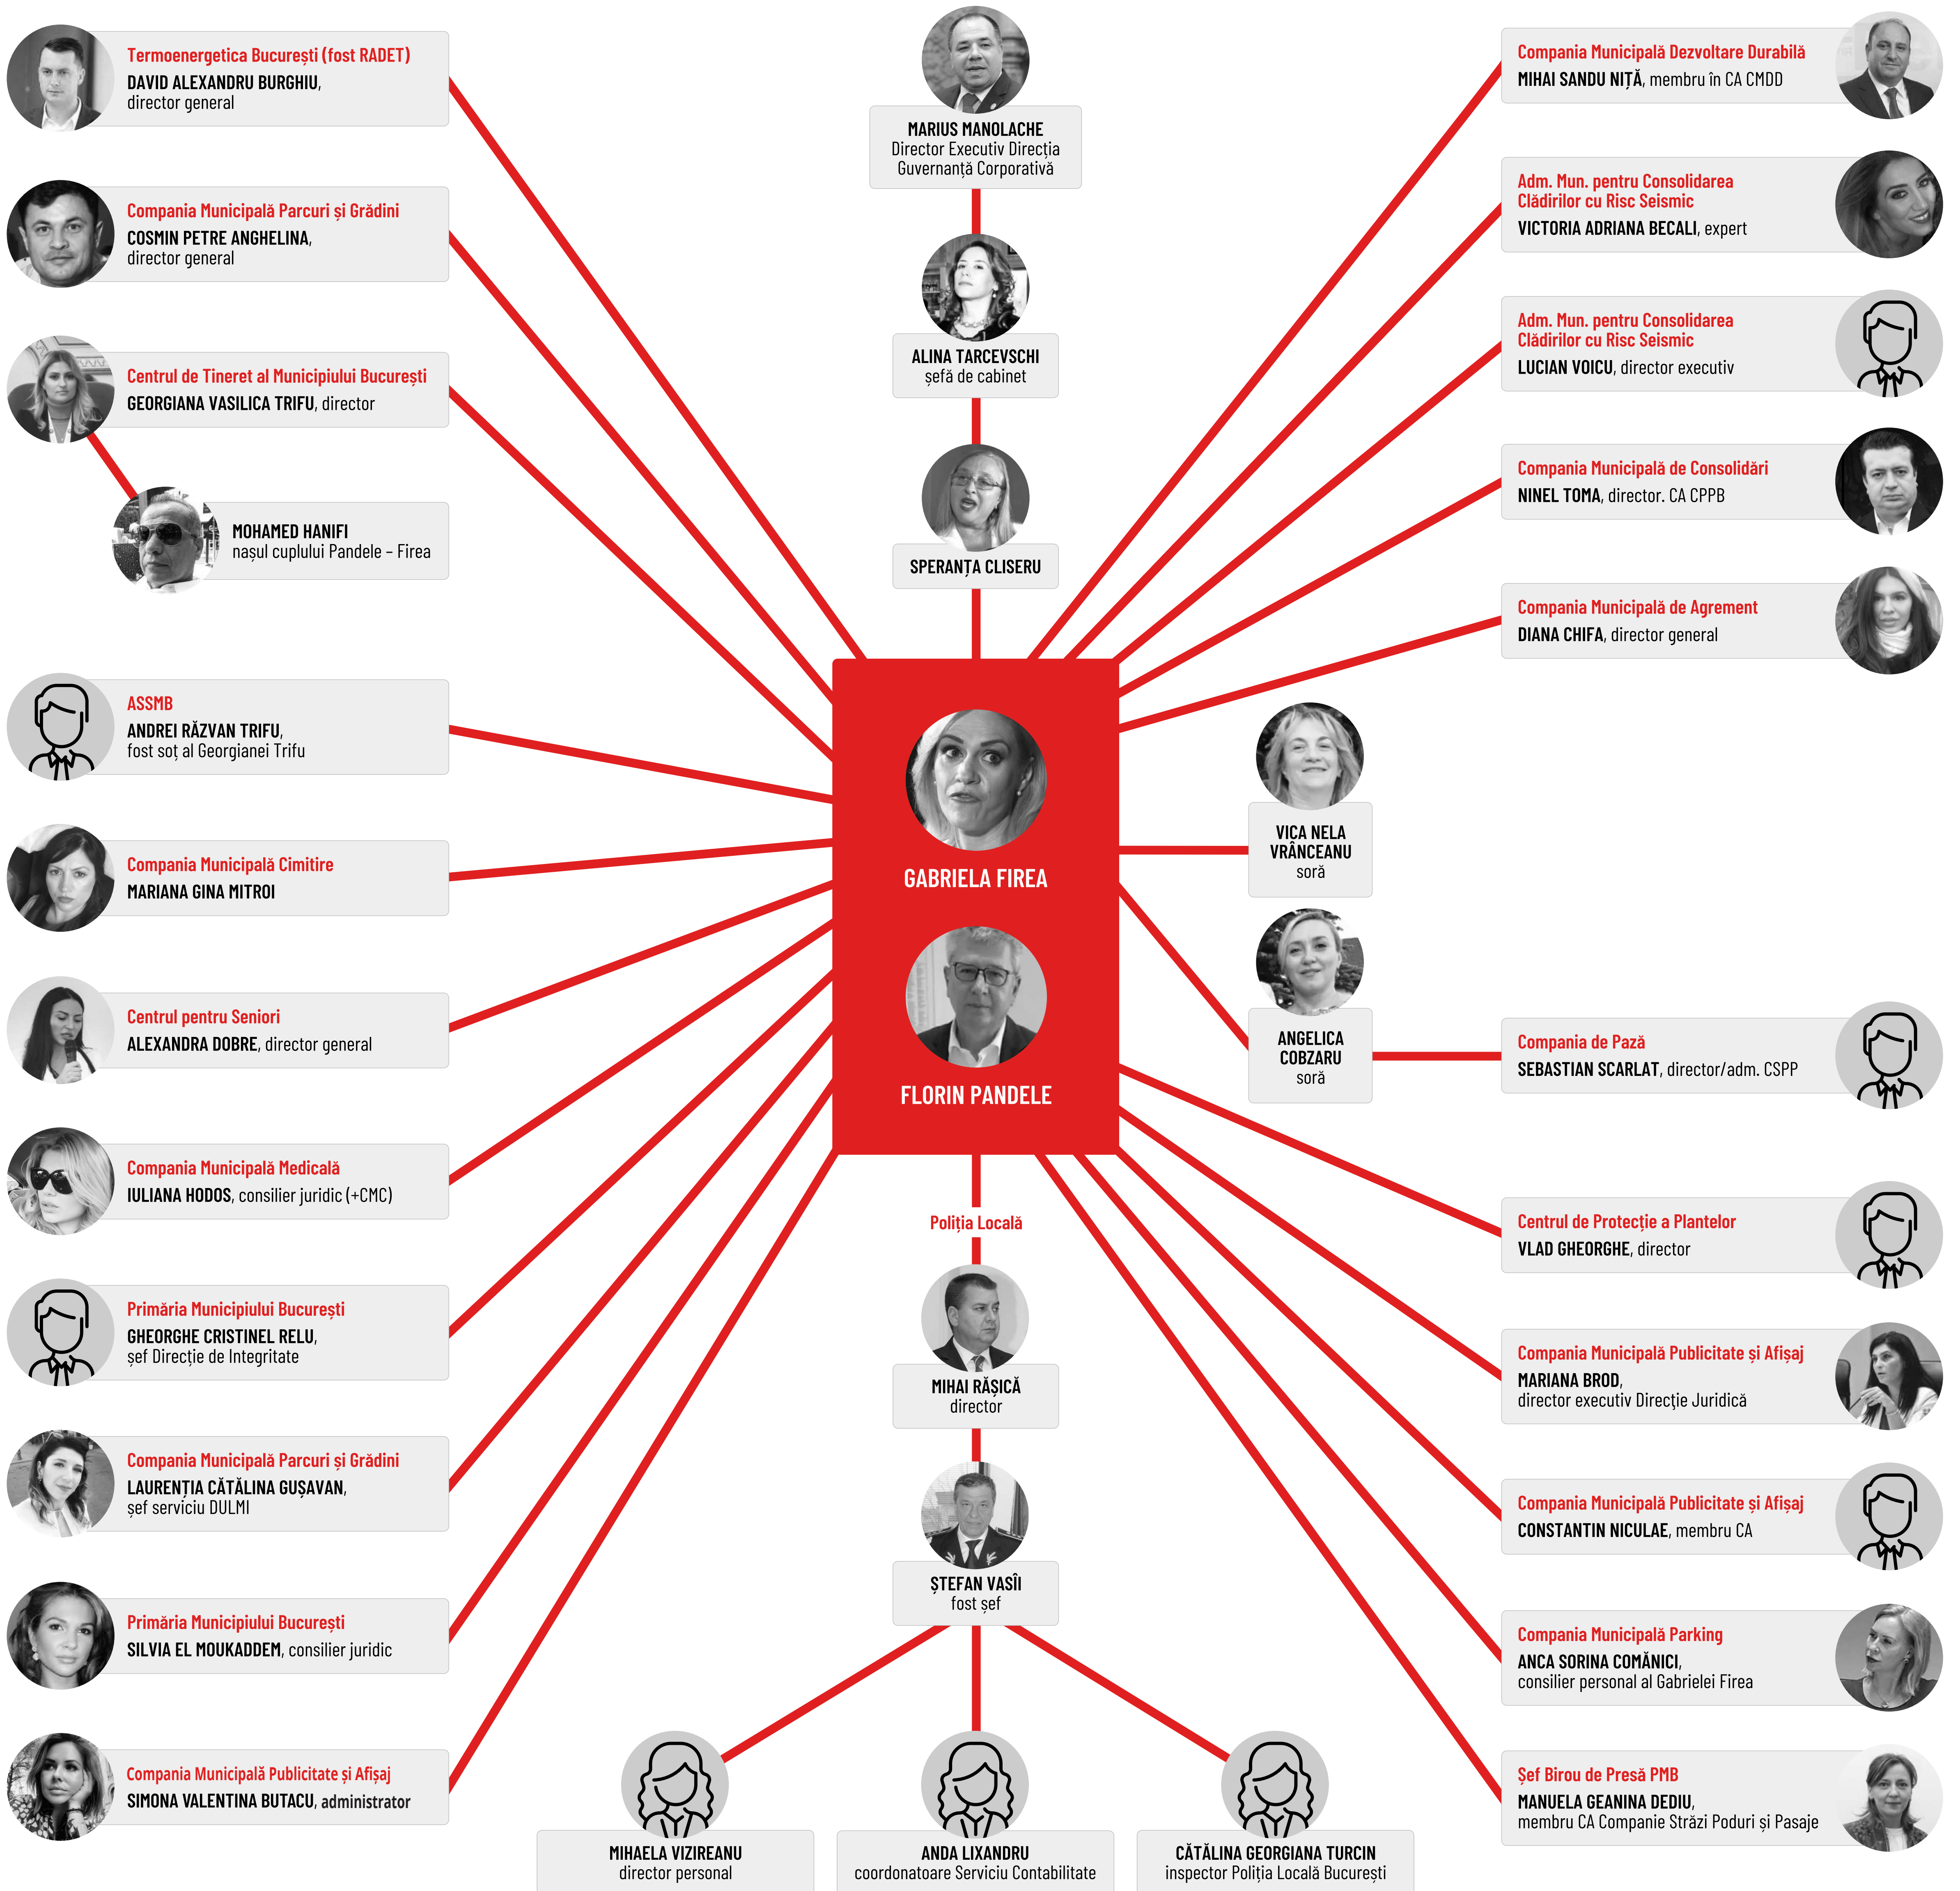 Termoenergetica București (fost RADET)
DAVID ALEXANDRU BURGHIU,
director general
Compania Municipală Parcuri și Grădini
COSMIN PETRE ANGHELINA,
director general
Centrul de Tineret al Municipiului București
GEORGIANA VASILICA TRIFU, director
MOHAMED HANIFI
nașul cuplului Pandele – Firea
ASSMB
ANDREI RĂZVAN TRIFU,
fost soț al Georgianei Trifu
Compania Municipală Cimitire
MARIANA GINA MITROI
Centrul pentru Seniori
ALEXANDRA DOBRE, director general
Compania Municipală Medicală
IULIANA HODOS, consilier juridic (+CMC)
Primăria Municipiului București
GHEORGHE CRISTINEL RELU,
șef Direcție de Integritate
Compania Municipală Parcuri și Grădini
LAURENȚIA CĂTĂLINA GUȘAVAN,
șef serviciu DULMI
Primăria Municipiului București
SILVIA EL MOUKADDEM, consilier juridic
Compania Municipală Publicitate și Afișaj
SIMONA VALENTINA BUTACU, administrator
MARIUS MANOLACHE
Director Executiv Direcția
Guvernanță Corporativă
ALINA TARCEVSCHI
șefă de cabinet
SPERANȚA CLISERU
GABRIELA FIREA
FLORIN PANDELE
Poliția Locală
MIHAI RĂȘICĂ
director
ȘTEFAN VASÎI
fost șef
MIHAELA VIZIREANU
director personal
ANDA LIXANDRU
coordonatoare Serviciu Contabilitate
CĂTĂLINA GEORGIANA TURCIN
inspector Poliția Locală București
VICA NELA
VRÂNCEANU
soră
ANGELICA
COBZARU
soră
Compania Municipală Dezvoltare Durabilă
MIHAI SANDU NIȚĂ, membru în CA CMDD
Adm. Mun. pentru Consolidarea
Clădirilor cu Risc Seismic
VICTORIA ADRIANA BECALI, expert
Adm. Mun. pentru Consolidarea
Clădirilor cu Risc Seismic
LUCIAN VOICU, director executiv
Compania Municipală de Consolidări
NINEL TOMA, director. CA CPPB
Compania Municipală de Agrement
DIANA CHIFA, director general
Compania de Pază
SEBASTIAN SCARLAT, director/adm. CSPP
Centrul de Protecție a Plantelor
VLAD GHEORGHE, director
Compania Municipală Publicitate și Afișaj
MARIANA BROD,
director executiv Direcție Juridică
Compania Municipală Publicitate și Afișaj
CONSTANTIN NICULAE, membru CA
Compania Municipală Parking
ANCA SORINA COMĂNICI,
consilier personal al Gabrielei Firea
Șef Birou de Presă PMB
MANUELA GEANINA DEDIU,
membru CA Companie Străzi Poduri și Pasaje